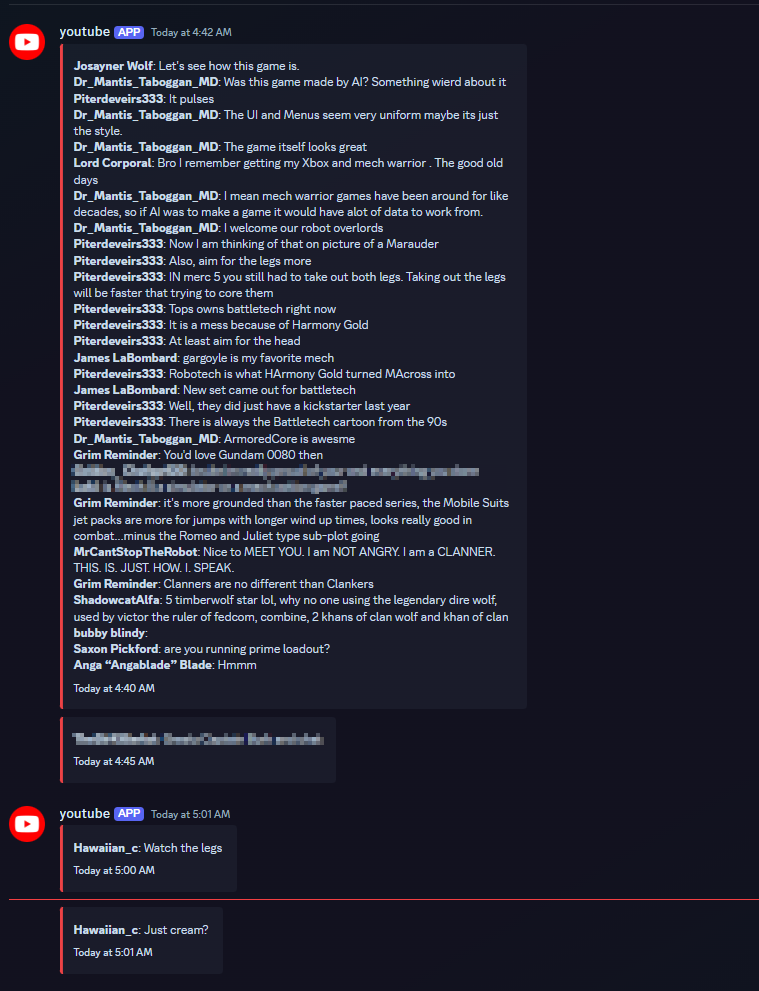 youtube APP Today at 4:42 AM
Josayner Wolf: Let's see how this game is.
Dr_Mantis_Taboggan_MD: Was this game made by AI? Something wierd about it
Piterdeveirs333: It pulses
Dr_Mantis_Taboggan_MD: The UI and Menus seem very uniform maybe its just
the style.
Dr_Mantis_Taboggan_MD: The game itself looks great
Lord Corporal: Bro I remember getting my Xbox and mech warrior . The good old
days
Dr_Mantis_Taboggan_MD: I mean mech warrior games have been around for like
decades, so if AI was to make a game it would have alot of data to work from.
Dr_Mantis_Taboggan_MD: I welcome our robot overlords
Piterdeveirs333: Now I am thinking of that on picture of a Marauder
Piterdeveirs333: Also, aim for the legs more
Piterdeveirs333: IN merc 5 you still had to take out both legs. Taking out the legs
will be faster that trying to core them
Piterdeveirs333: Tops owns battletech right now
Piterdeveirs333: It is a mess because of Harmony Gold
Piterdeveirs333: At least aim for the head
James LaBombard: gargoyle is my favorite mech
Piterdeveirs333: Robotech is what HArmony Gold turned MAcross into
James LaBombard: New set came out for battletech
Piterdeveirs333: Well, they did just have a kickstarter last year
Piterdeveirs333: There is always the Battletech cartoon from the 90s
Dr_Mantis_Taboggan_MD: ArmoredCore is awesme
Grim Reminder: You'd love Gundam 0080 then
Grim Reminder: it's more grounded than the faster paced series, the Mobile Suits
jet packs are more for jumps with longer wind up times, looks really good in
combat...minus the Romeo and Juliet type sub-plot going
MrCantStopTheRobot: Nice to MEET YOU. I am NOT ANGRY. I am a CLANNER.
THIS. IS. JUST. HOW. I. SPEAK.
Grim Reminder: Clanners are no different than Clankers
ShadowcatAlfa: 5 timberwolf star lol, why no one using the legendary dire wolf,
used by victor the ruler of fedcom, combine, 2 khans of clan wolf and khan of clan
bubby blindy:
Saxon Pickford: are you running prime loadout?
Anga “Angablade” Blade: Hmmm
Today at 4:40 AM
Today at 4:45 AM
youtube APP Today at 5:01 AM
Hawaiian_c: Watch the legs
Today at 5:00 AM
Hawaiian_c: Just cream?
Today at 5:01 AM